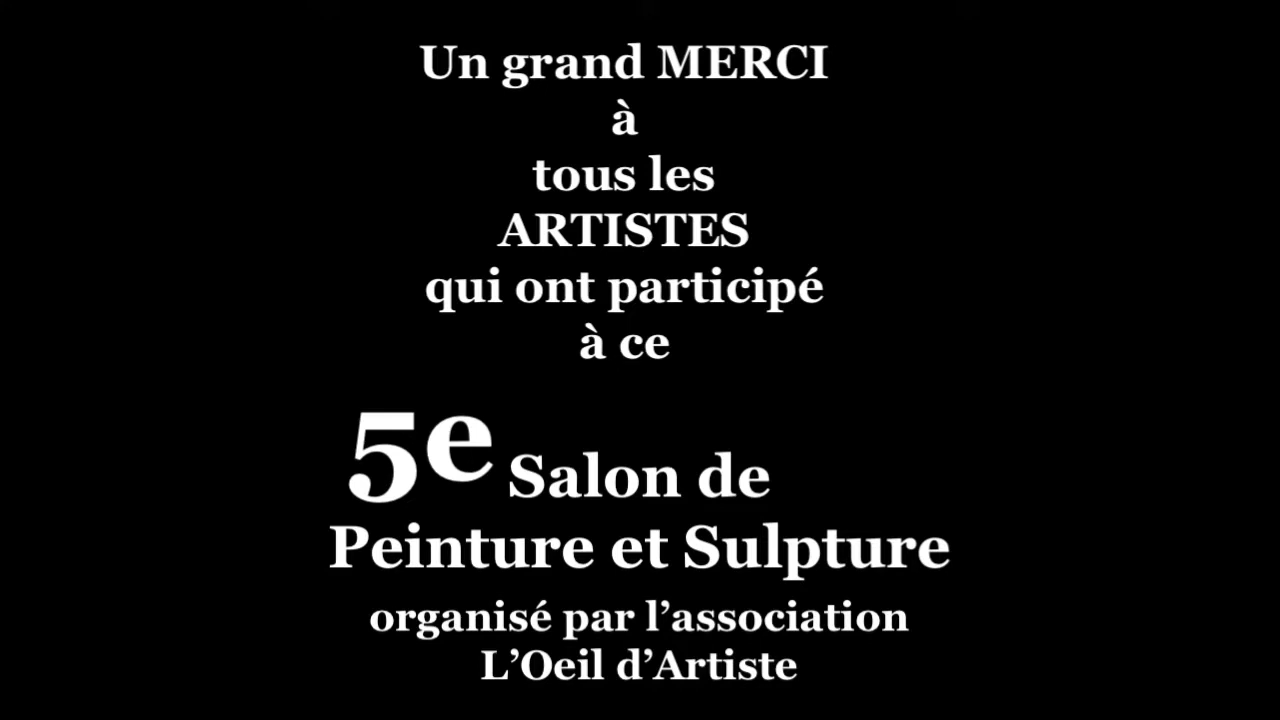 Un grand MERCI
à
tous les
ARTISTES
qui ont participé
à ce
5e Salon de
Peinture et Sulpture
organisé par l’association
L’Oeil d’Artiste